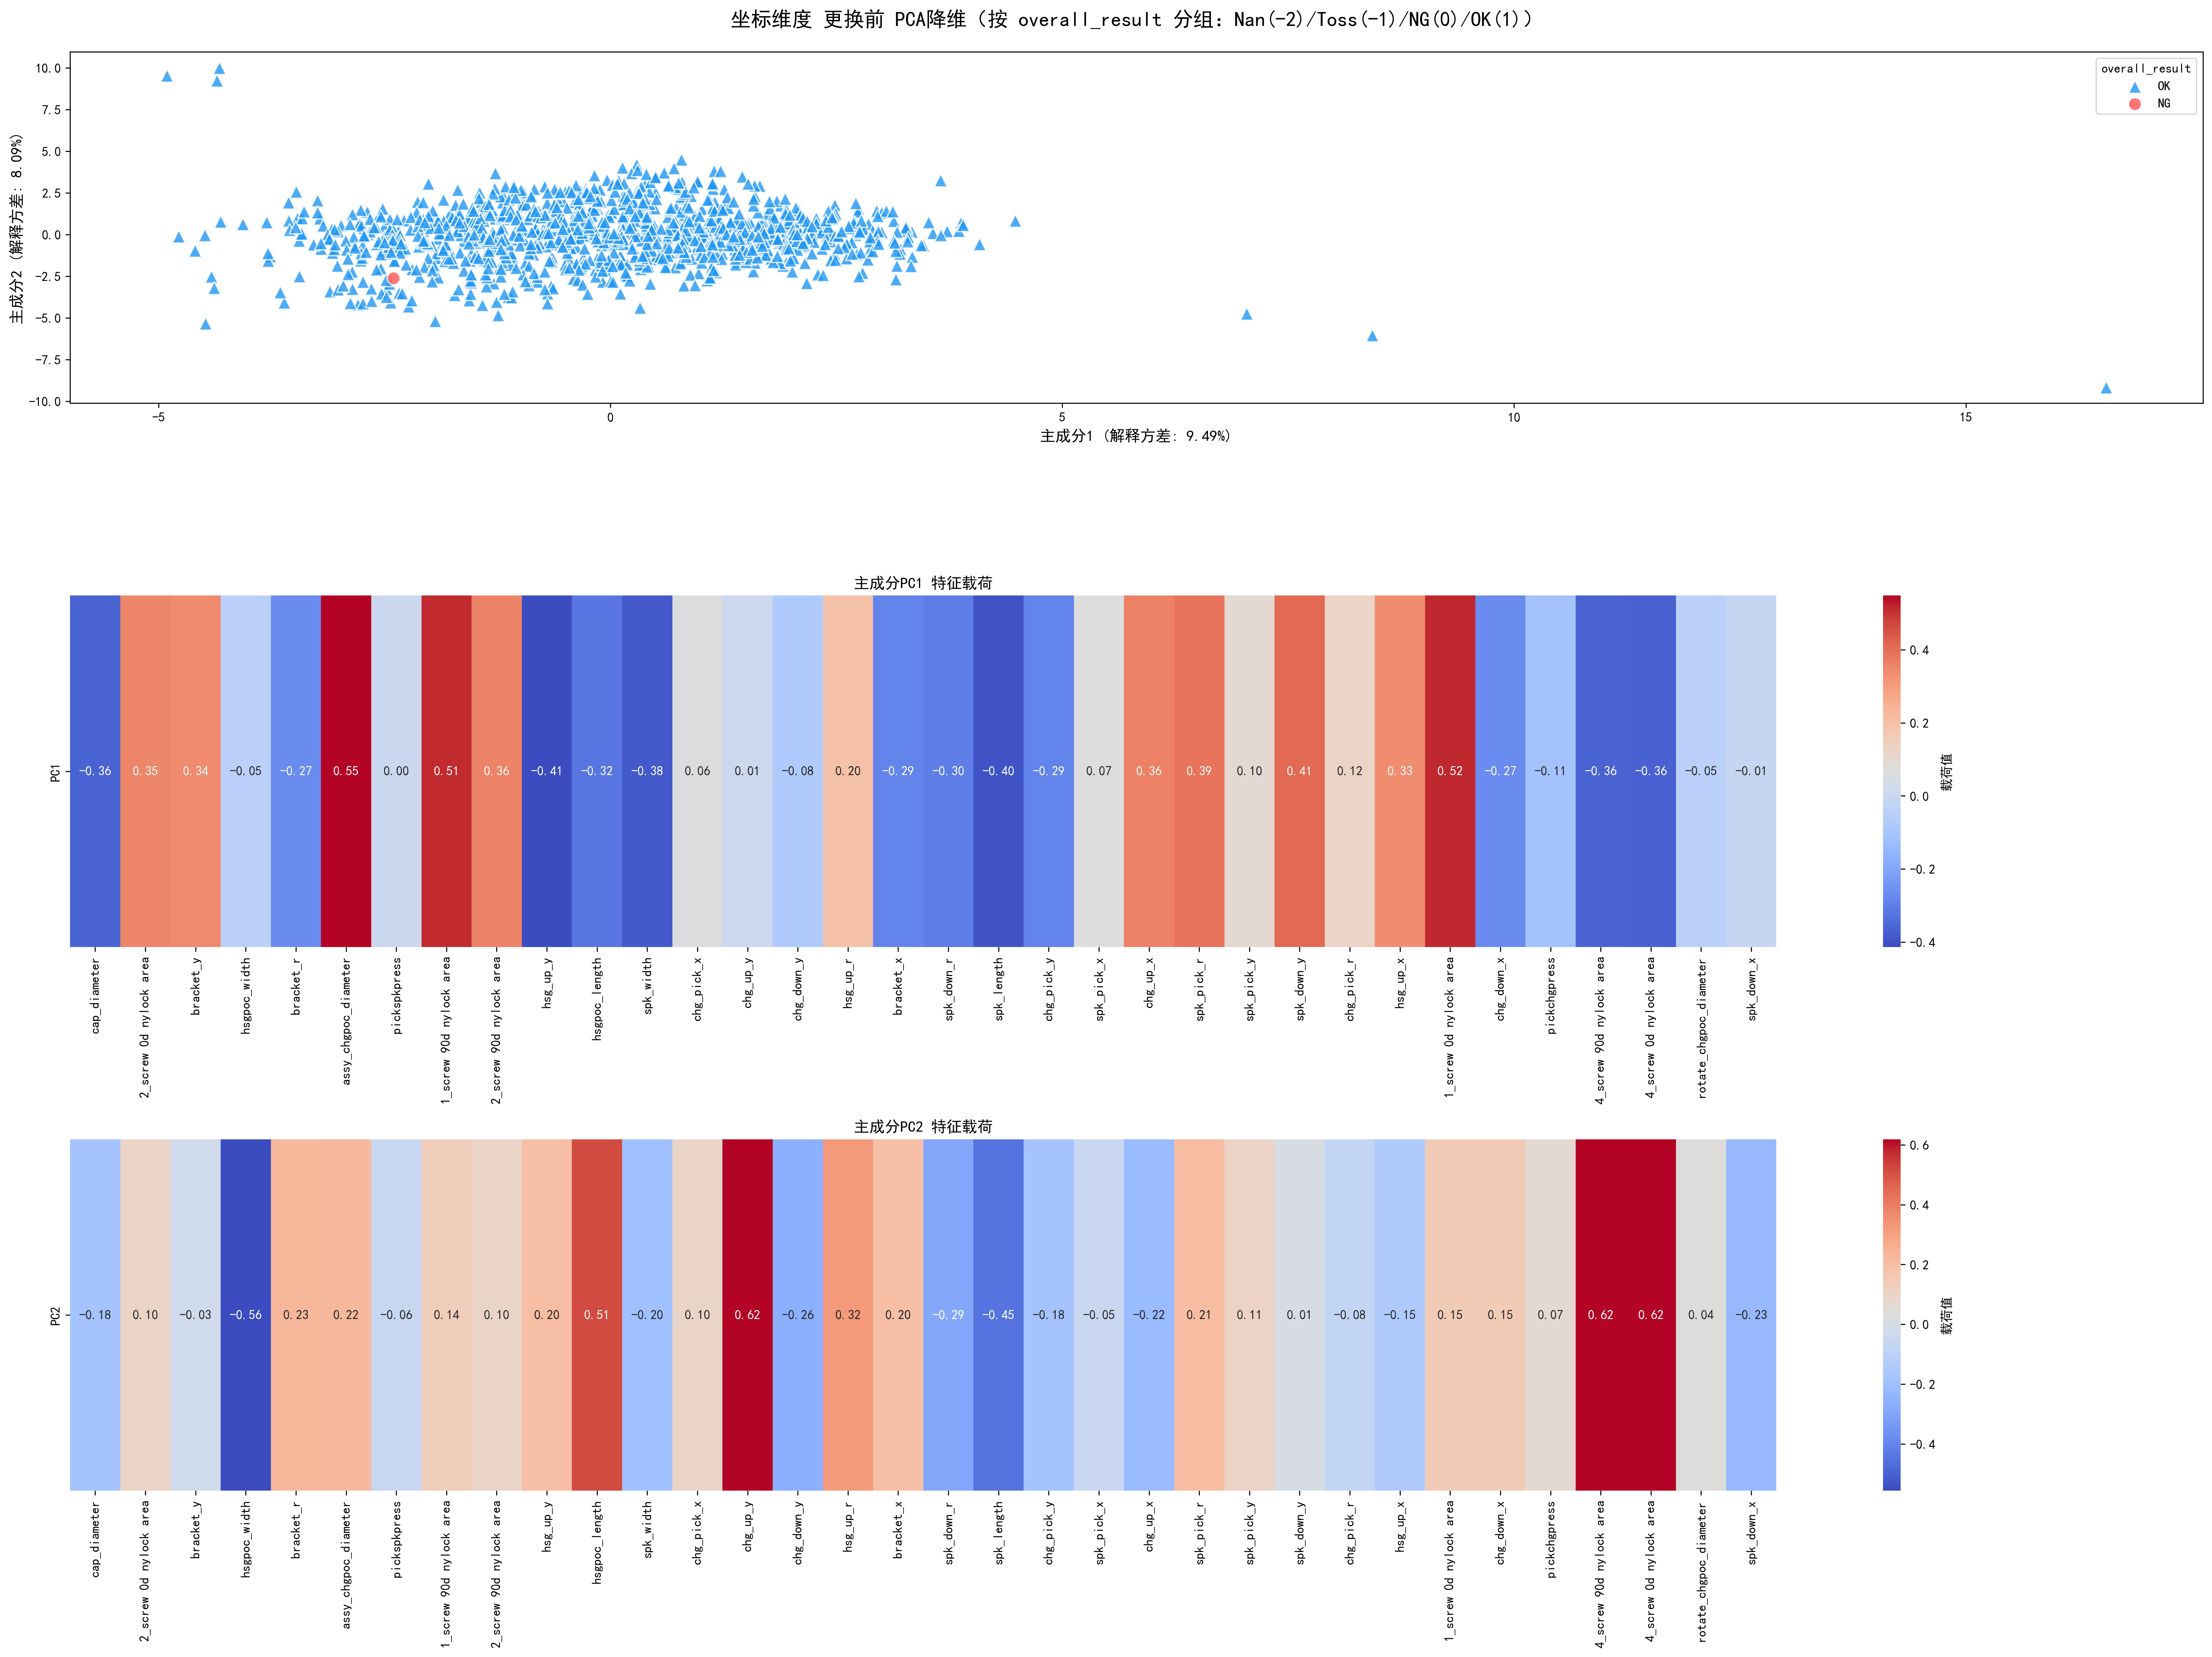 坐标维度 更换前 PCA降维（按 overall_result 分组：Nan(-2)/Toss(-1)/NG(0)/OK(1)）
overall_result
OK
NG
10.0
7.5
5.0
2.5
0.0
−2.5
−5.0
−7.5
−10.0
主成分2 (解释方差: 8.09%)
−5
0
5
10
15
主成分1 (解释方差: 9.49%)
主成分PC1 特征载荷
PC1
−0.36 0.35 0.34 −0.05 −0.27 0.55 0.00 0.51 0.36 −0.41 −0.32 −0.38 0.06 0.01 −0.08 0.20 −0.29 −0.30 −0.40 −0.29 0.07 0.36 0.39 0.10 0.41 0.12 0.33 0.52 −0.27 −0.11 −0.36 −0.36 −0.05 −0.01
cap_diameter
2_screw 0d nylock area
bracket_y
hsgpoc_width
bracket_r
assy_chgpoc_diameter
pickspkpress
1_screw 90d nylock area
2_screw 90d nylock area
hsg_up_y
hsgpoc_length
spk_width
chg_pick_x
chg_up_y
chg_down_y
hsg_up_r
bracket_x
spk_down_r
spk_length
chg_pick_y
spk_pick_x
chg_up_x
spk_pick_r
spk_pick_y
spk_down_y
chg_pick_r
hsg_up_x
1_screw 0d nylock area
chg_down_x
pickchgpress
4_screw 90d nylock area
4_screw 0d nylock area
rotate_chgpoc_diameter
spk_down_x
0.4
0.2
0.0
−0.2
−0.4
载荷值
主成分PC2 特征载荷
PC2
−0.18 0.10 −0.03 −0.56 0.23 0.22 −0.06 0.14 0.10 0.20 0.51 −0.20 0.10 0.62 −0.26 0.32 0.20 −0.29 −0.45 −0.18 −0.05 −0.22 0.21 0.11 0.01 −0.08 −0.15 0.15 0.15 0.07 0.62 0.62 0.04 −0.23
cap_diameter
2_screw 0d nylock area
bracket_y
hsgpoc_width
bracket_r
assy_chgpoc_diameter
pickspkpress
1_screw 90d nylock area
2_screw 90d nylock area
hsg_up_y
hsgpoc_length
spk_width
chg_pick_x
chg_up_y
chg_down_y
hsg_up_r
bracket_x
spk_down_r
spk_length
chg_pick_y
spk_pick_x
chg_up_x
spk_pick_r
spk_pick_y
spk_down_y
chg_pick_r
hsg_up_x
1_screw 0d nylock area
chg_down_x
pickchgpress
4_screw 90d nylock area
4_screw 0d nylock area
rotate_chgpoc_diameter
spk_down_x
0.6
0.4
0.2
0.0
−0.2
−0.4
载荷值